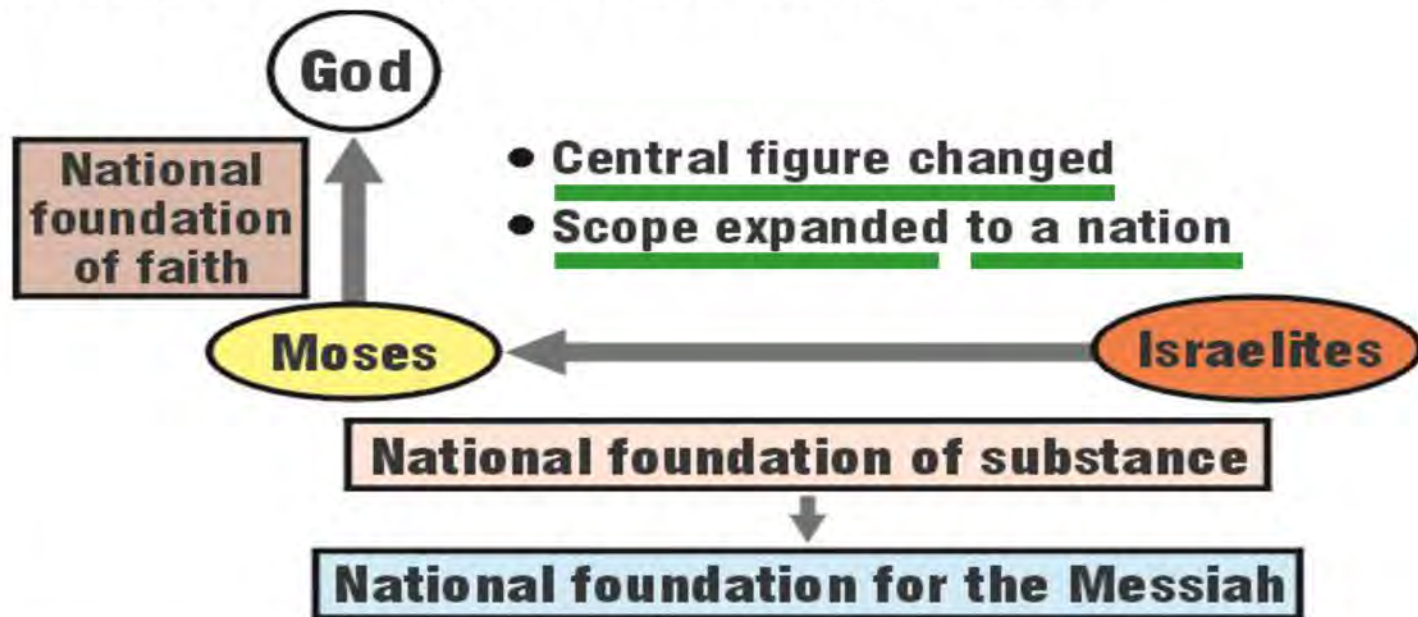 God
National
foundation
of faith
• Central figure changed
• Scope expanded to a nation
Moses
Israelites
National foundation of substance
National foundation for the Messiah